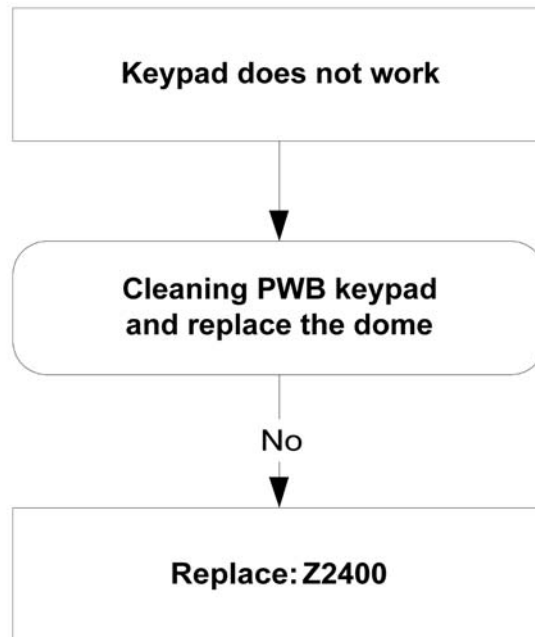 Keypad does not work
Cleaning PWB keypad
and replace the dome
No
Replace: Z2400